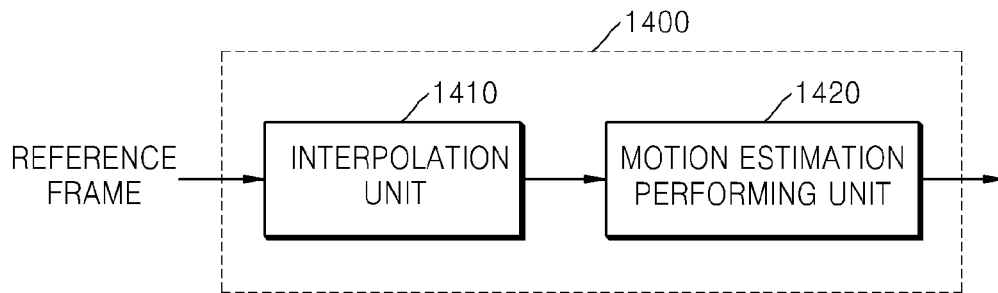 1400
1410
1420
REFERENCE
FRAME
INTERPOLATION
UNIT
MOTION ESTIMATION
PERFORMING UNIT